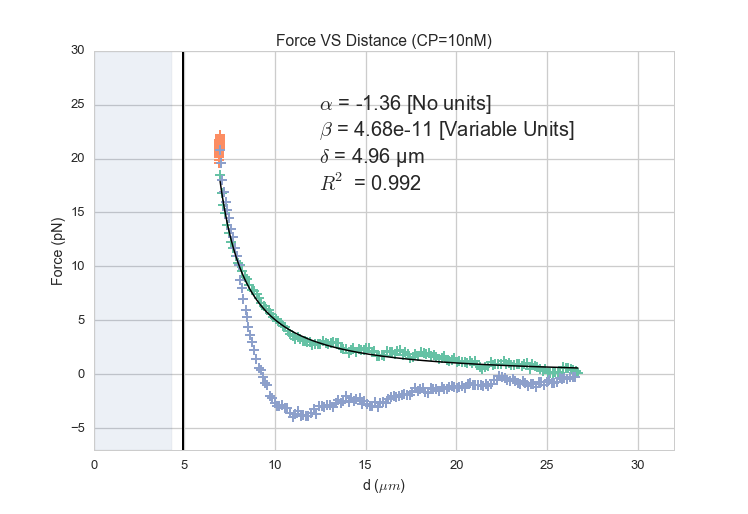 Force VS Distance (CP=10nM)
α = -1.36 [No units]
β = 4.68e-11 [Variable Units]
δ = 4.96 μm
R² = 0.992
Force (pN)
30
25
20
15
10
5
0
−5
0 5 10 15 20 25 30
d (μm)